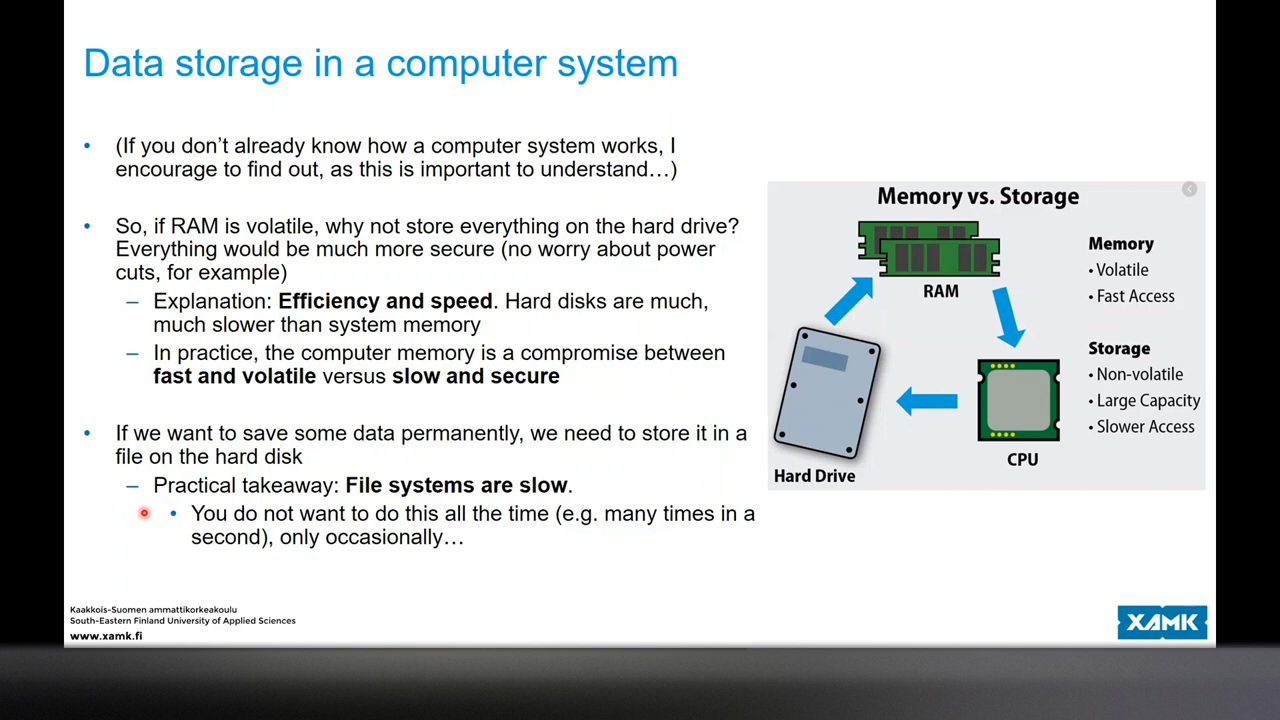 Data storage in a computer system
• (If you don’t already know how a computer system works, I
encourage to find out, as this is important to understand…)
• So, if RAM is volatile, why not store everything on the hard drive?
Everything would be much more secure (no worry about power
cuts, for example)
– Explanation: Efficiency and speed. Hard disks are much,
much slower than system memory
– In practice, the computer memory is a compromise between
fast and volatile versus slow and secure
• If we want to save some data permanently, we need to store it in a
file on the hard disk
– Practical takeaway: File systems are slow.
• You do not want to do this all the time (e.g. many times in a
second), only occasionally…
Memory vs. Storage
RAM
Hard Drive
CPU
Memory
• Volatile
• Fast Access
Storage
• Non-volatile
• Large Capacity
• Slower Access
Kaakkois-Suomen ammattikorkeakoulu
South-Eastern Finland University of Applied Sciences
www.xamk.fi
XAMK